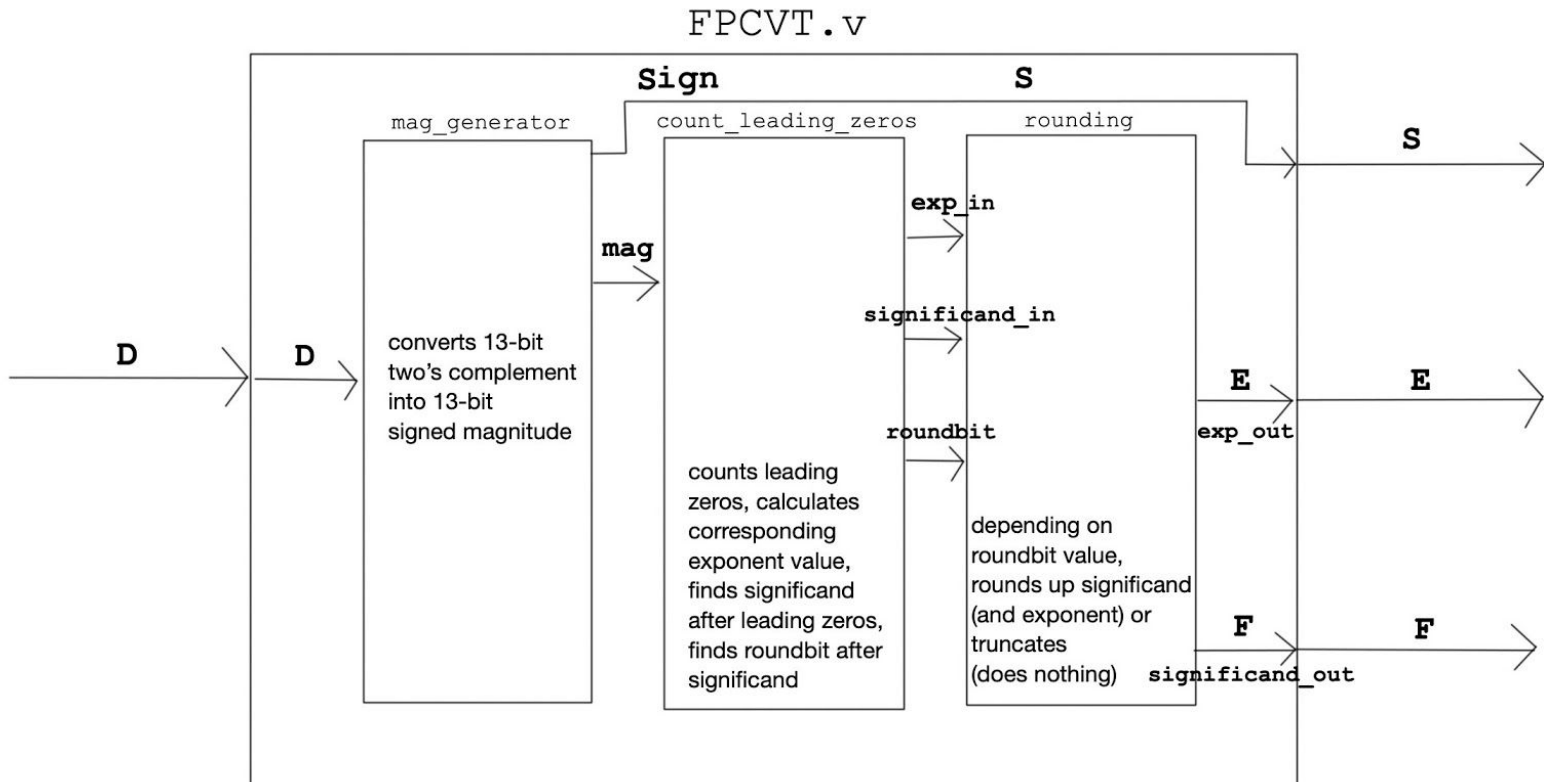 FPCVT.v
Sign
S
mag_generator
count_leading_zeros
rounding
S
exp_in
mag
significand_in
D
D
converts 13-bit
two’s complement
into 13-bit
signed magnitude
E
E
roundbit
exp_out
counts leading
zeros, calculates
corresponding
exponent value,
finds significand
after leading zeros,
finds roundbit after
significand
depending on
roundbit value,
rounds up significand
(and exponent) or
truncates
(does nothing)
F
F
significand_out